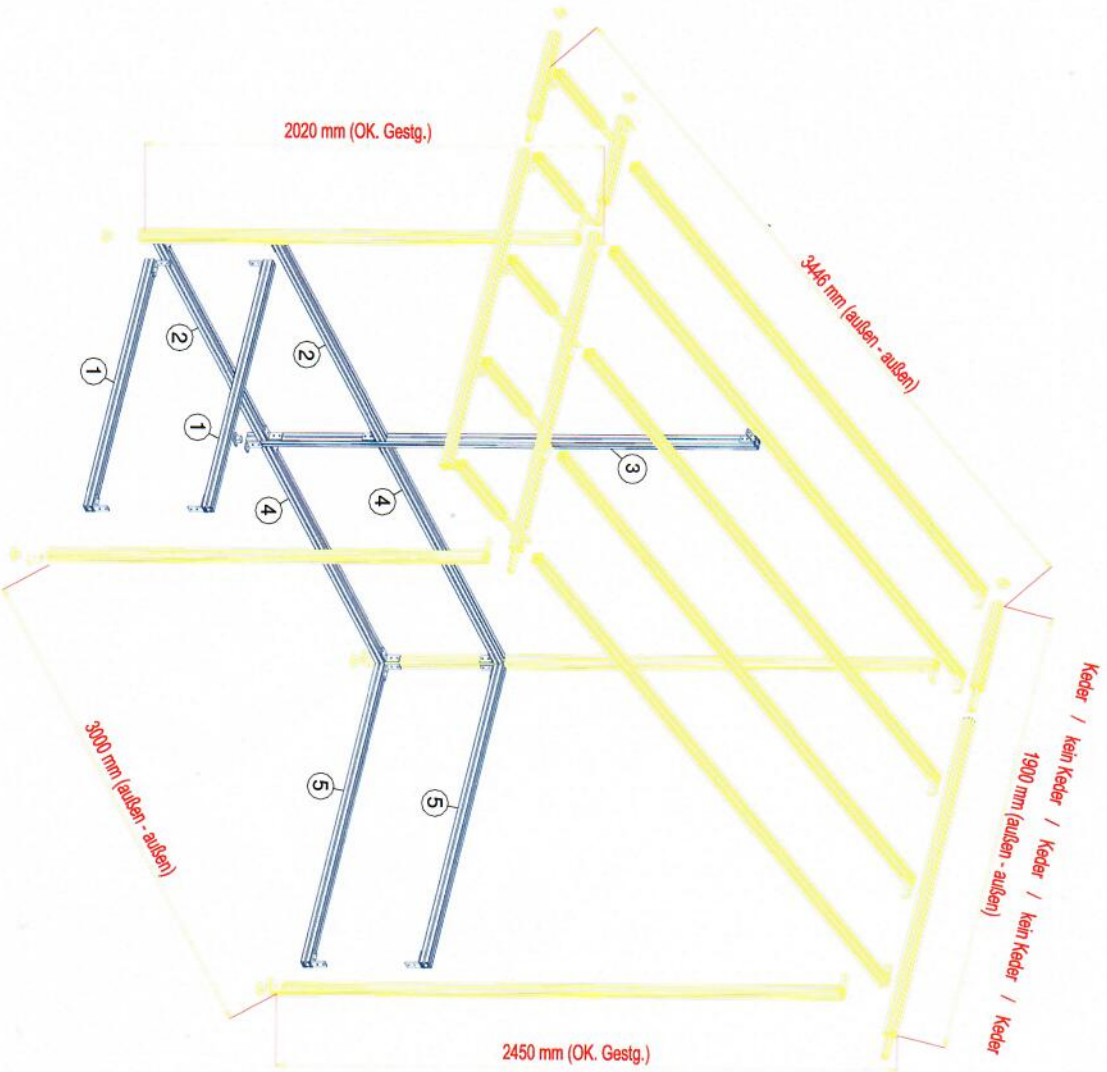 2020 mm (OK. Gestg.)
3446 mm (außen - außen)
Keder / kein Keder / Keder / kein Keder / Keder
1900 mm (außen - außen)
1
2
2
1
3
4
4
5
5
3000 mm (außen - außen)
2450 mm (OK. Gestg.)